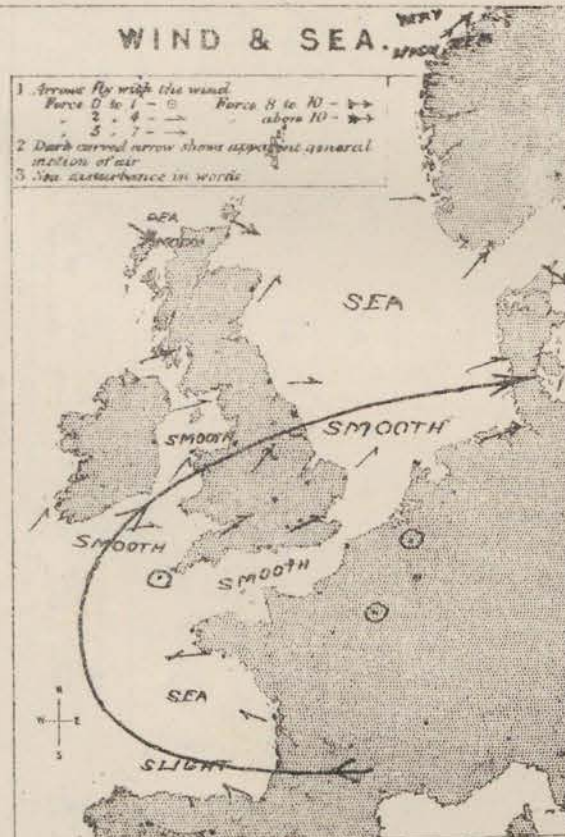 WIND & SEA.
1 Arrows fly with the wind
Force 0 to 1 - ⊙ Force 8 to 10 -
" 2 " 4 - → " above 10 -
" 5 " 7 - →
2 Dark curved arrow shows apparent general
motion of air
3 Sea disturbance in words
SEA
SMOOTH
SEA
SMOOTH
SMOOTH
SMOOTH
SMOOTH
SEA
SLIGHT
N
W E
S